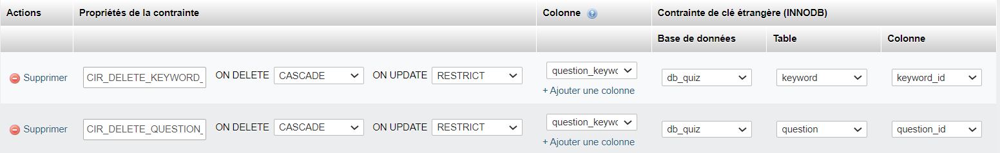 Actions Propriétés de la contrainte Colonne Contrainte de clé étrangère (INNODB)
Base de données Table Colonne
Supprimer CIR_DELETE_KEYWORD_ ON DELETE CASCADE ON UPDATE RESTRICT question_keywc db_quiz keyword keyword_id
+ Ajouter une colonne
Supprimer CIR_DELETE_QUESTION_ ON DELETE CASCADE ON UPDATE RESTRICT question_keywc db_quiz question question_id
+ Ajouter une colonne